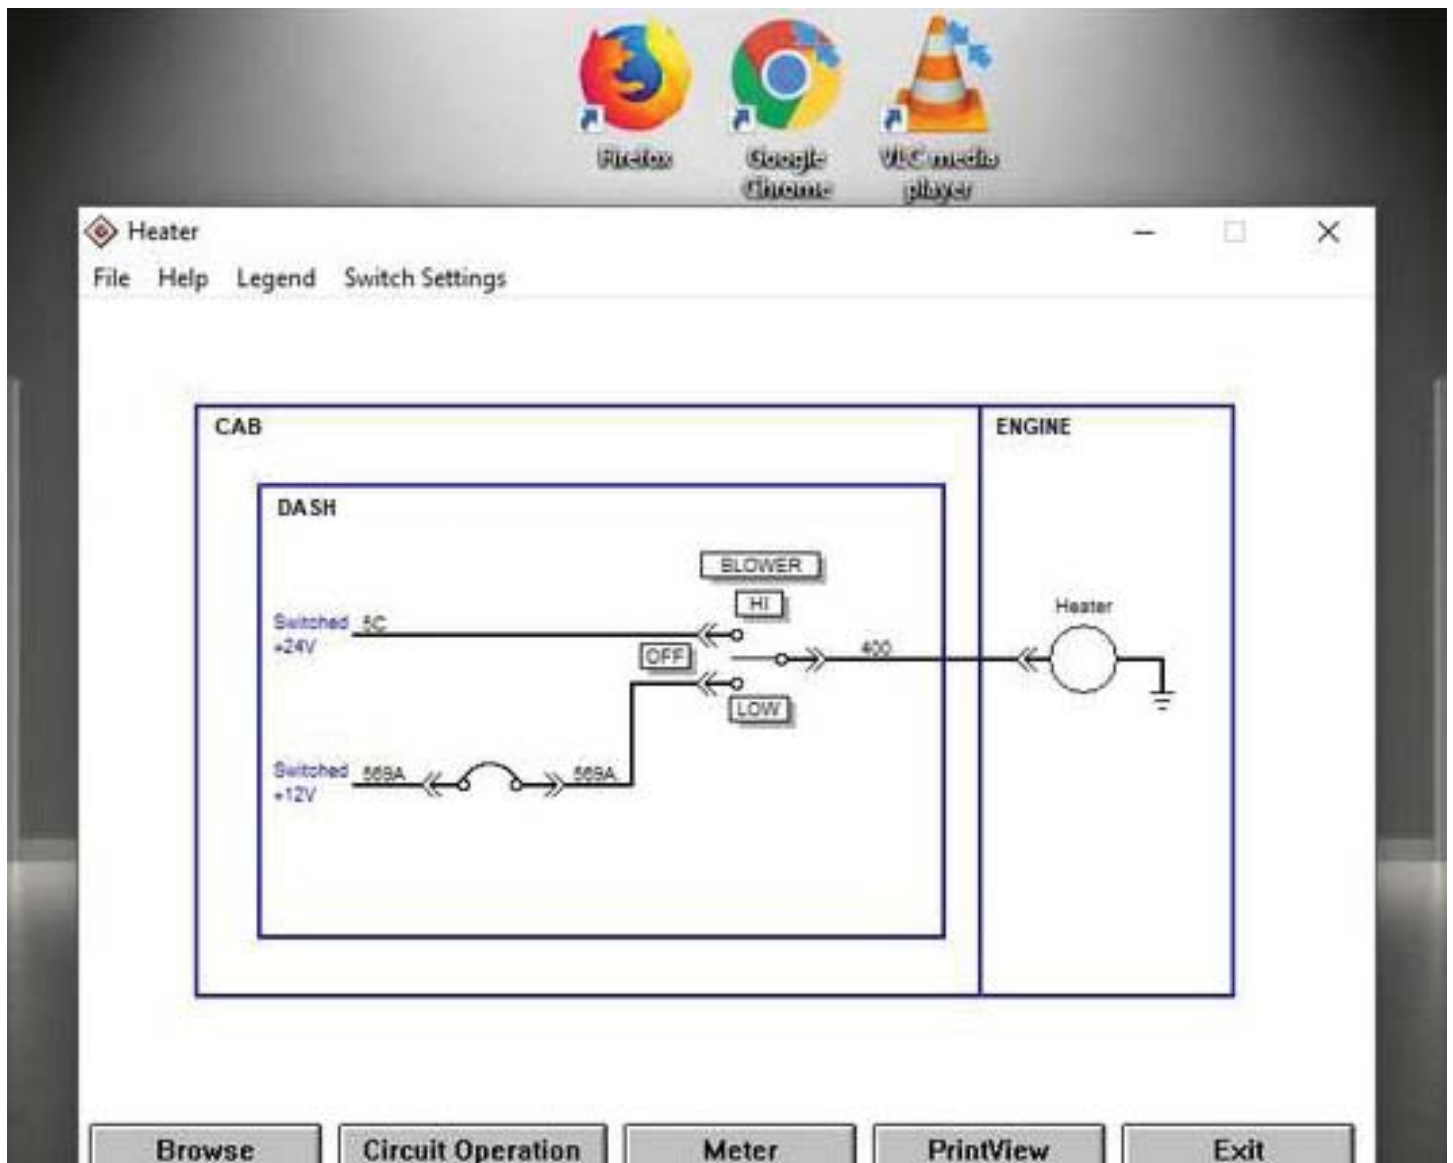 Firefox
Google
Chrome
VLC media
player
Heater
File Help Legend Switch Settings
CAB
ENGINE
DASH
BLOWER
HI
Switched
+24V
5C
OFF
400
Heater
LOW
Switched
+12V
569A
569A
Browse
Circuit Operation
Meter
PrintView
Exit